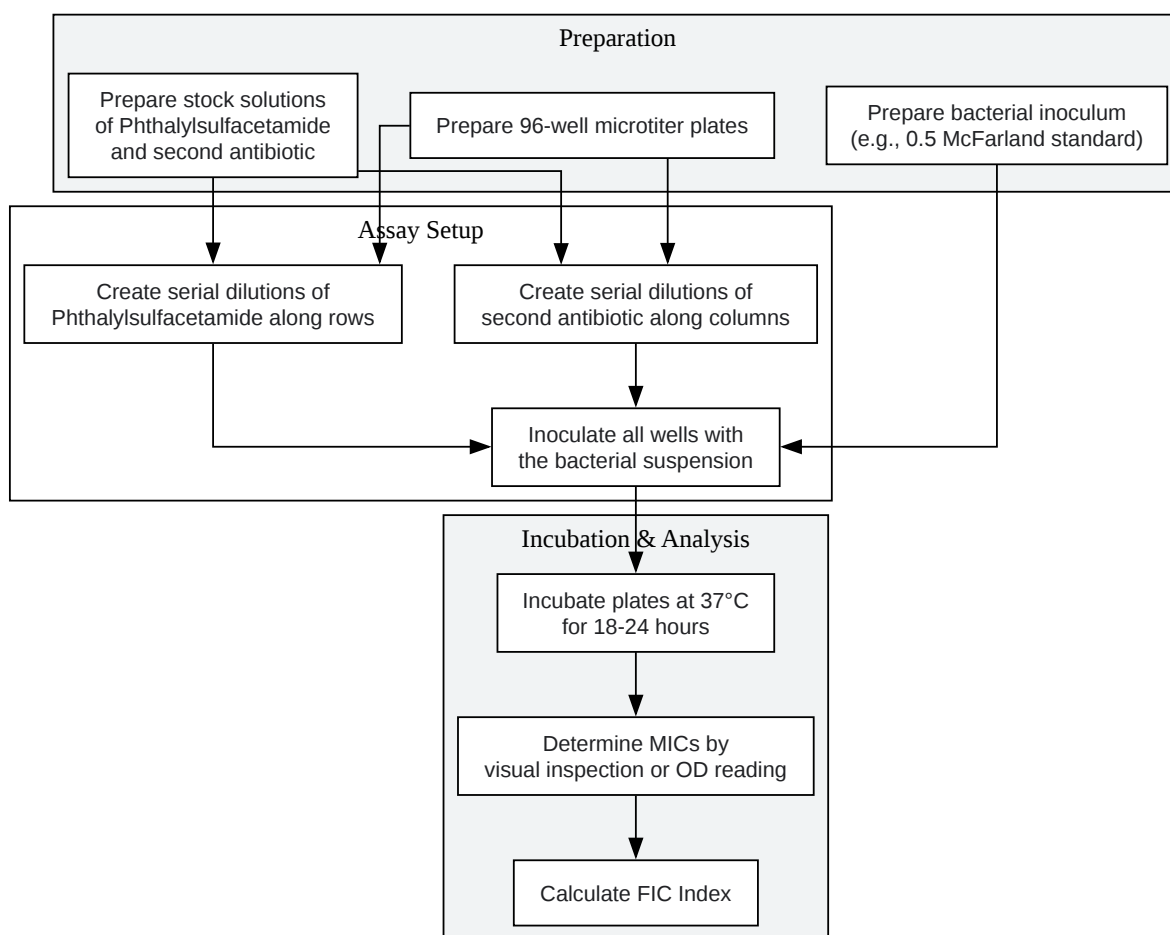 Preparation
Prepare stock solutions
of Phthalylsulfacetamide
and second antibiotic
Prepare 96-well microtiter plates
Prepare bacterial inoculum
(e.g., 0.5 McFarland standard)
Assay Setup
Create serial dilutions of
Phthalylsulfacetamide along rows
Create serial dilutions of
second antibiotic along columns
Inoculate all wells with
the bacterial suspension
Incubation & Analysis
Incubate plates at 37°C
for 18-24 hours
Determine MICs by
visual inspection or OD reading
Calculate FIC Index